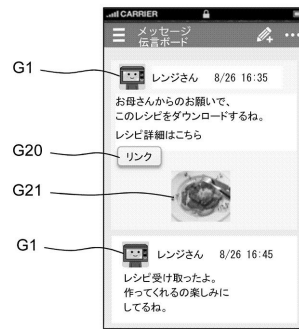 CARRIER
メッセージ
伝言ボード
G1
レンジさん 8/26 16:35
お母さんからのお願いで、
このレシピをダウンロードするね。
レシピ詳細はこちら
G20
リンク
G21
G1
レンジさん 8/26 16:45
レシピ受け取ったよ。
作ってくれるの楽しみに
してるね。